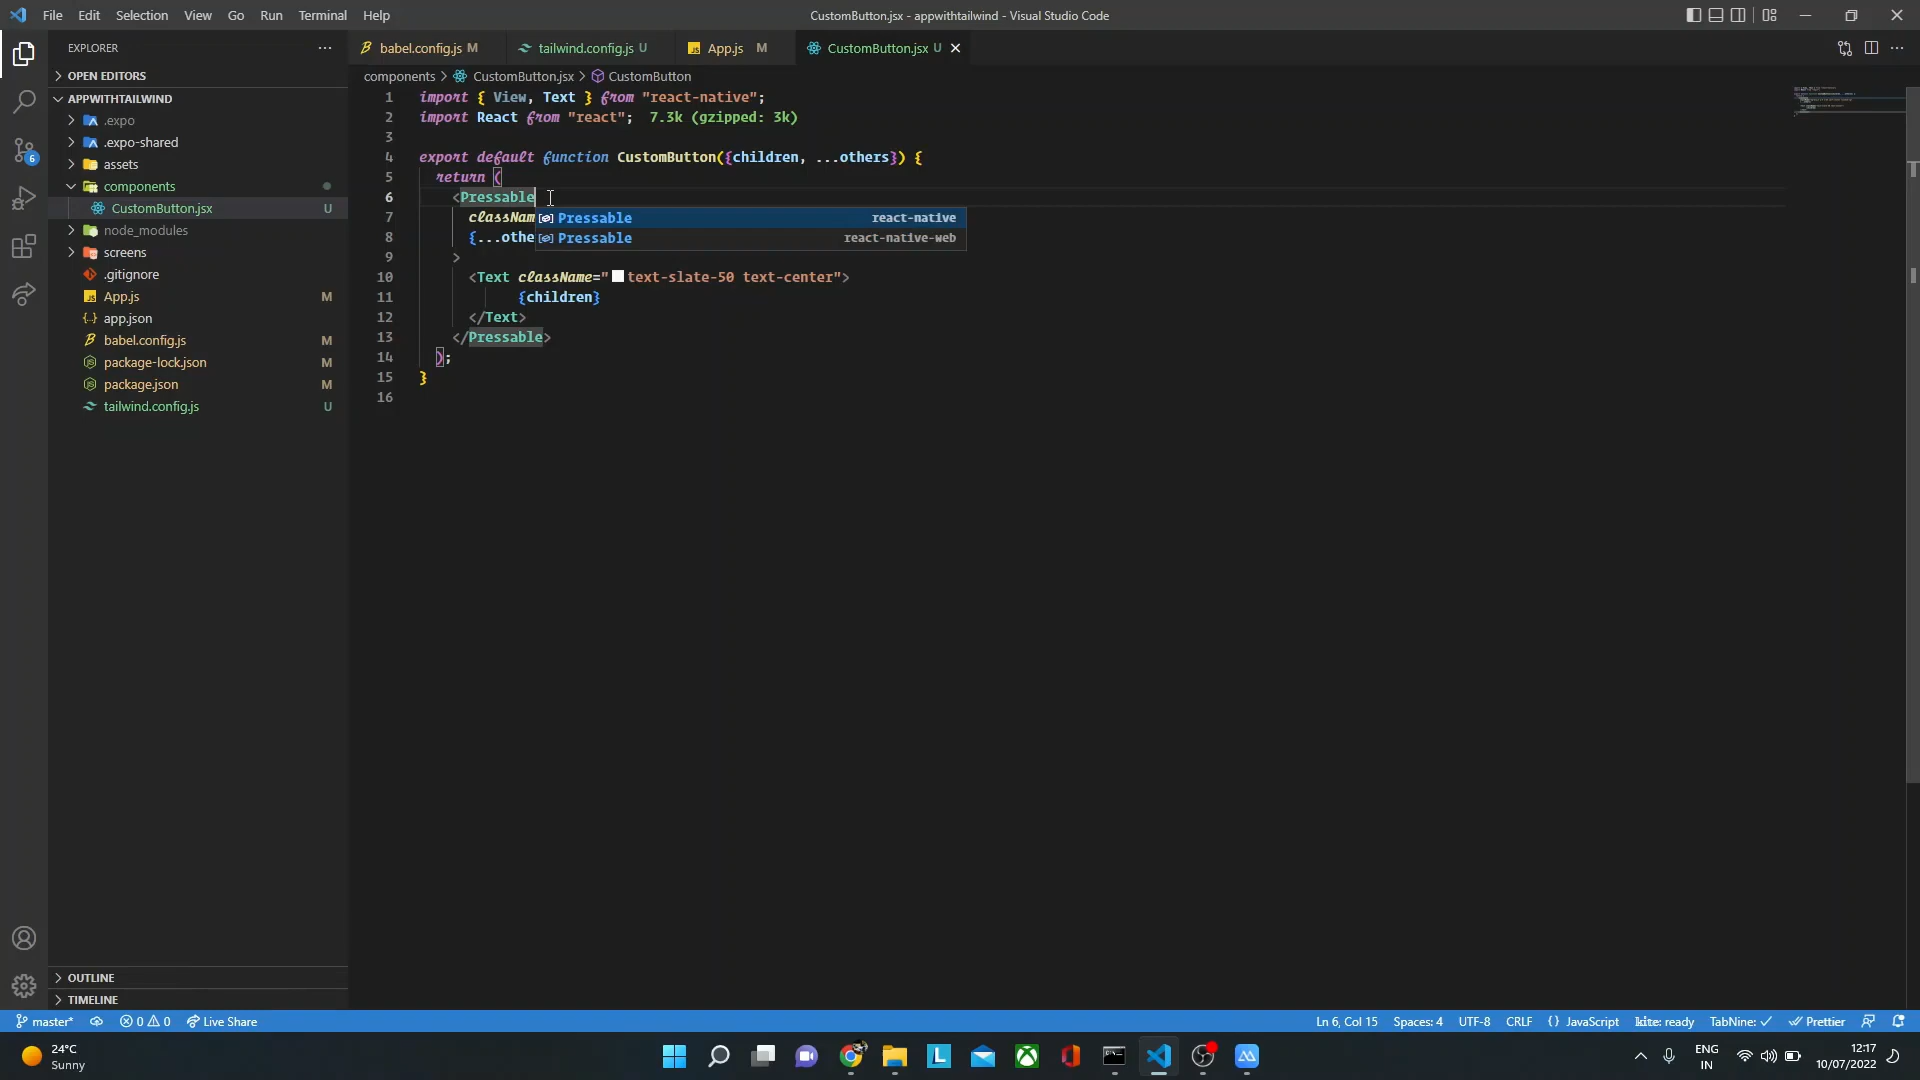 File Edit Selection View Go Run Terminal Help
CustomButton.jsx - appwithtailwind - Visual Studio Code
EXPLORER
OPEN EDITORS
APPWITHTAILWIND
.expo
.expo-shared
assets
components
CustomButton.jsx U
node_modules
screens
.gitignore
App.js M
app.json
babel.config.js M
package-lock.json M
package.json M
tailwind.config.js U
OUTLINE
TIMELINE
6
babel.config.js M tailwind.config.js U App.js M CustomButton.jsx U
components > CustomButton.jsx > CustomButton
1 import { View, Text } from "react-native";
2 import React from "react"; 7.3k (gzipped: 3k)
3
4 export default function CustomButton({children, ...others}) {
5 return (
6 <Pressable
7 classNam
Pressable react-native
8 {...othe
Pressable react-native-web
9 >
10 <Text className="text-slate-50 text-center">
11 {children}
12 </Text>
13 </Pressable>
14 );
15 }
16
master* 0 0 Live Share
Ln 6, Col 15 Spaces: 4 UTF-8 CRLF {} JavaScript kite: ready TabNine: Prettier
24°C
Sunny
L
ENG
IN
12:17
10/07/2022